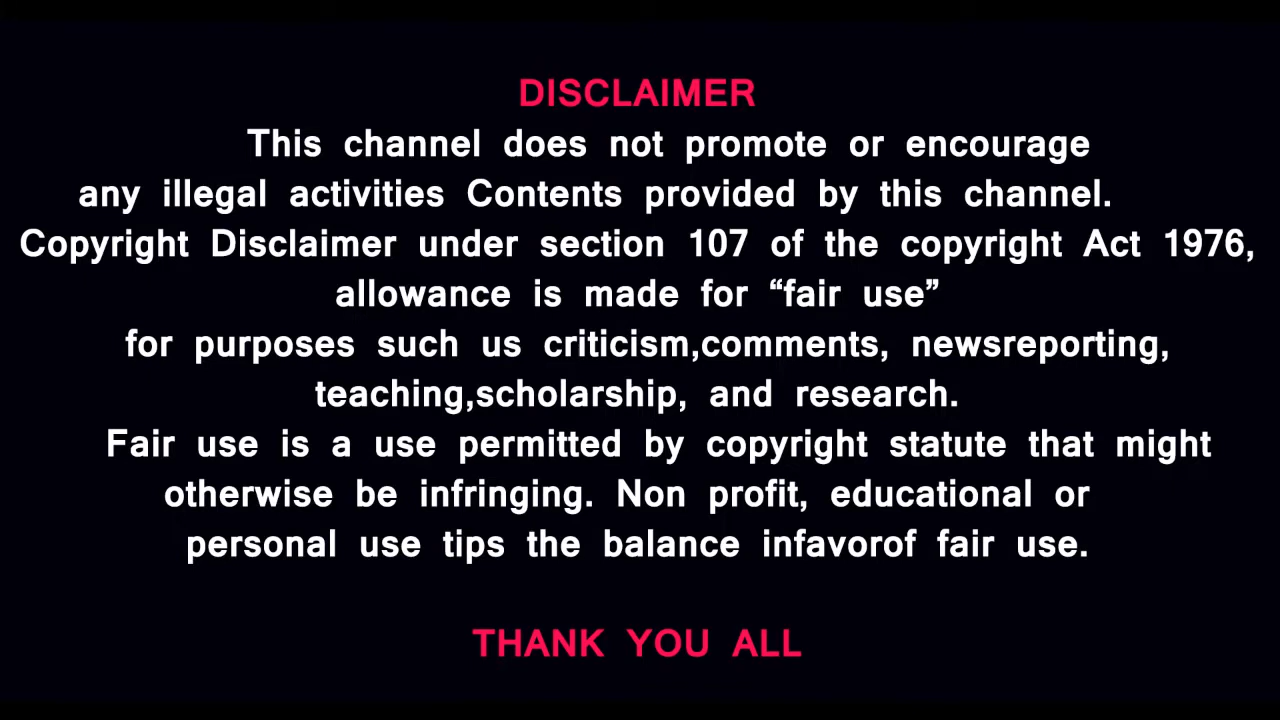 DISCLAIMER
This channel does not promote or encourage
any illegal activities Contents provided by this channel.
Copyright Disclaimer under section 107 of the copyright Act 1976,
allowance is made for “fair use”
for purposes such us criticism,comments, newsreporting,
teaching,scholarship, and research.
Fair use is a use permitted by copyright statute that might
otherwise be infringing. Non profit, educational or
personal use tips the balance infavorof fair use.
THANK YOU ALL